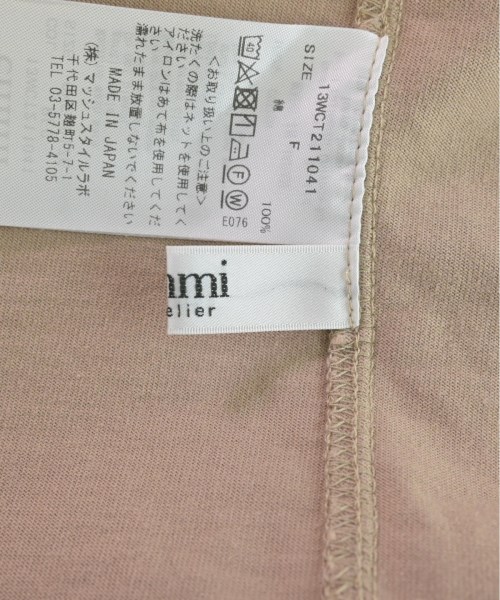 13WCT211041
SIZE F
綿 100%
40
F
W
E076
<お取り扱い上のご注意>
洗たくの際はネットを使用してく
ださい
アイロンはあて布を使用してくだ
さい
濡れたまま放置しないでください
MADE IN JAPAN
(株)マッシュスタイルラボ
千代田区麹町5-7-1
TEL 03-5778-4105
mi
elier